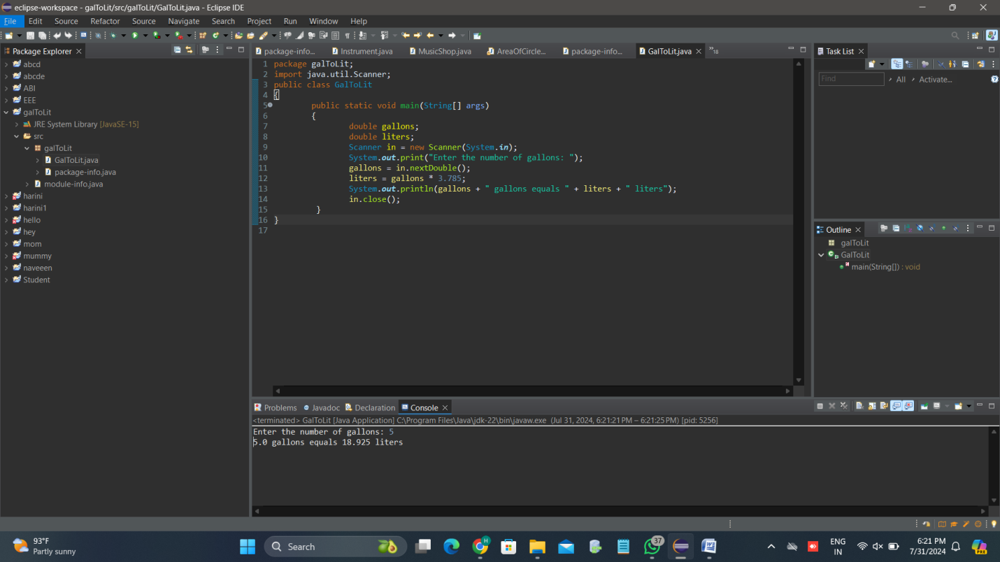 eclipse-workspace - galToLit/src/galToLit/GalToLit.java - Eclipse IDE
File Edit Source Refactor Source Navigate Search Project Run Window Help
Package Explorer
abcd
abcde
ABI
EEE
galToLit
JRE System Library [JavaSE-15]
src
galToLit
GalToLit.java
package-info.java
module-info.java
harini
harini1
hello
hey
mom
mummy
naveeen
Student
package-info... Instrument.java MusicShop.java AreaOfCircle... package-info... GalToLit.java »18
1 package galToLit;
2 import java.util.Scanner;
3 public class GalToLit
4 {
5 public static void main(String[] args)
6 {
7 double gallons;
8 double liters;
9 Scanner in = new Scanner(System.in);
10 System.out.print("Enter the number of gallons: ");
11 gallons = in.nextDouble();
12 liters = gallons * 3.785;
13 System.out.println(gallons + " gallons equals " + liters + " liters");
14 in.close();
15 }
16 }
17
Task List
Find All Activate...
Outline
galToLit
GalToLit
main(String[]) : void
Problems Javadoc Declaration Console
<terminated> GalToLit [Java Application] C:\Program Files\Java\jdk-22\bin\javaw.exe (Jul 31, 2024, 6:21:21 PM – 6:21:25 PM) [pid: 5256]
Enter the number of gallons: 5
5.0 gallons equals 18.925 liters
93°F
Partly sunny
Search
37
ENG
IN
6:21 PM
7/31/2024
PRE